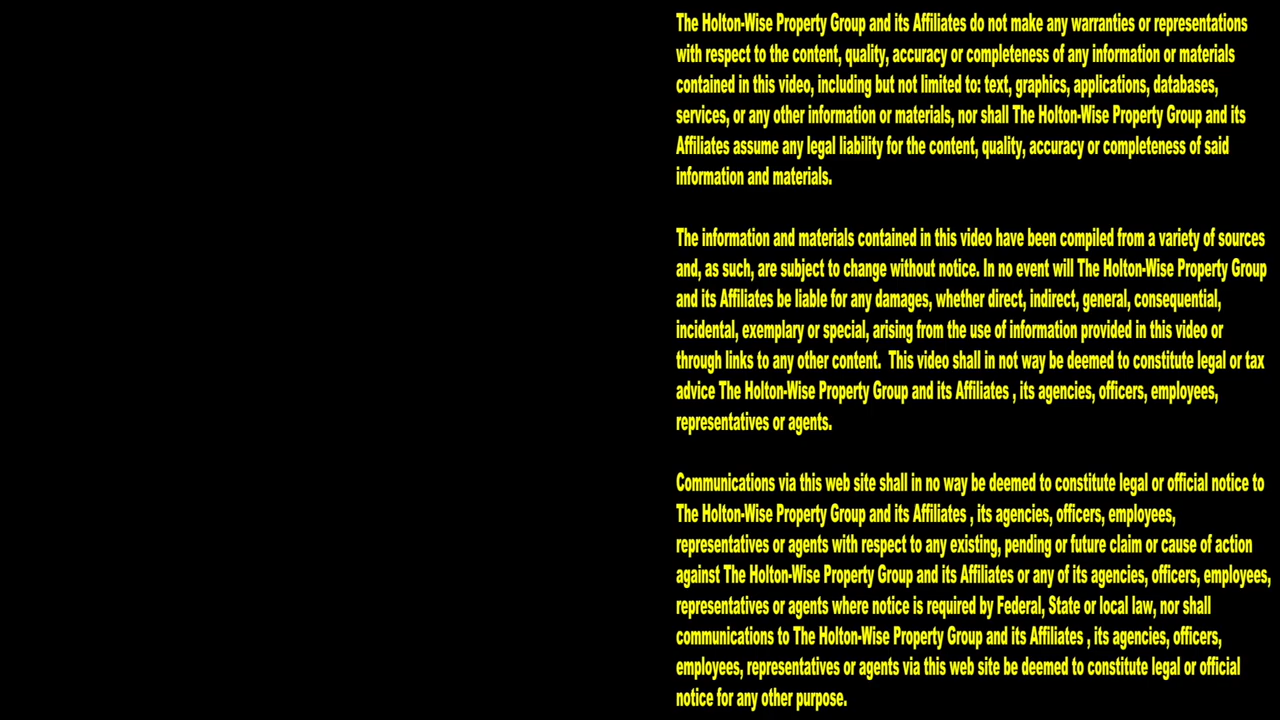 The Holton-Wise Property Group and its Affiliates do not make any warranties or representations
with respect to the content, quality, accuracy or completeness of any information or materials
contained in this video, including but not limited to: text, graphics, applications, databases,
services, or any other information or materials, nor shall The Holton-Wise Property Group and its
Affiliates assume any legal liability for the content, quality, accuracy or completeness of said
information and materials.
The information and materials contained in this video have been compiled from a variety of sources
and, as such, are subject to change without notice. In no event will The Holton-Wise Property Group
and its Affiliates be liable for any damages, whether direct, indirect, general, consequential,
incidental, exemplary or special, arising from the use of information provided in this video or
through links to any other content.  This video shall in not way be deemed to constitute legal or tax
advice The Holton-Wise Property Group and its Affiliates , its agencies, officers, employees,
representatives or agents.
Communications via this web site shall in no way be deemed to constitute legal or official notice to
The Holton-Wise Property Group and its Affiliates , its agencies, officers, employees,
representatives or agents with respect to any existing, pending or future claim or cause of action
against The Holton-Wise Property Group and its Affiliates or any of its agencies, officers, employees,
representatives or agents where notice is required by Federal, State or local law, nor shall
communications to The Holton-Wise Property Group and its Affiliates , its agencies, officers,
employees, representatives or agents via this web site be deemed to constitute legal or official
notice for any other purpose.